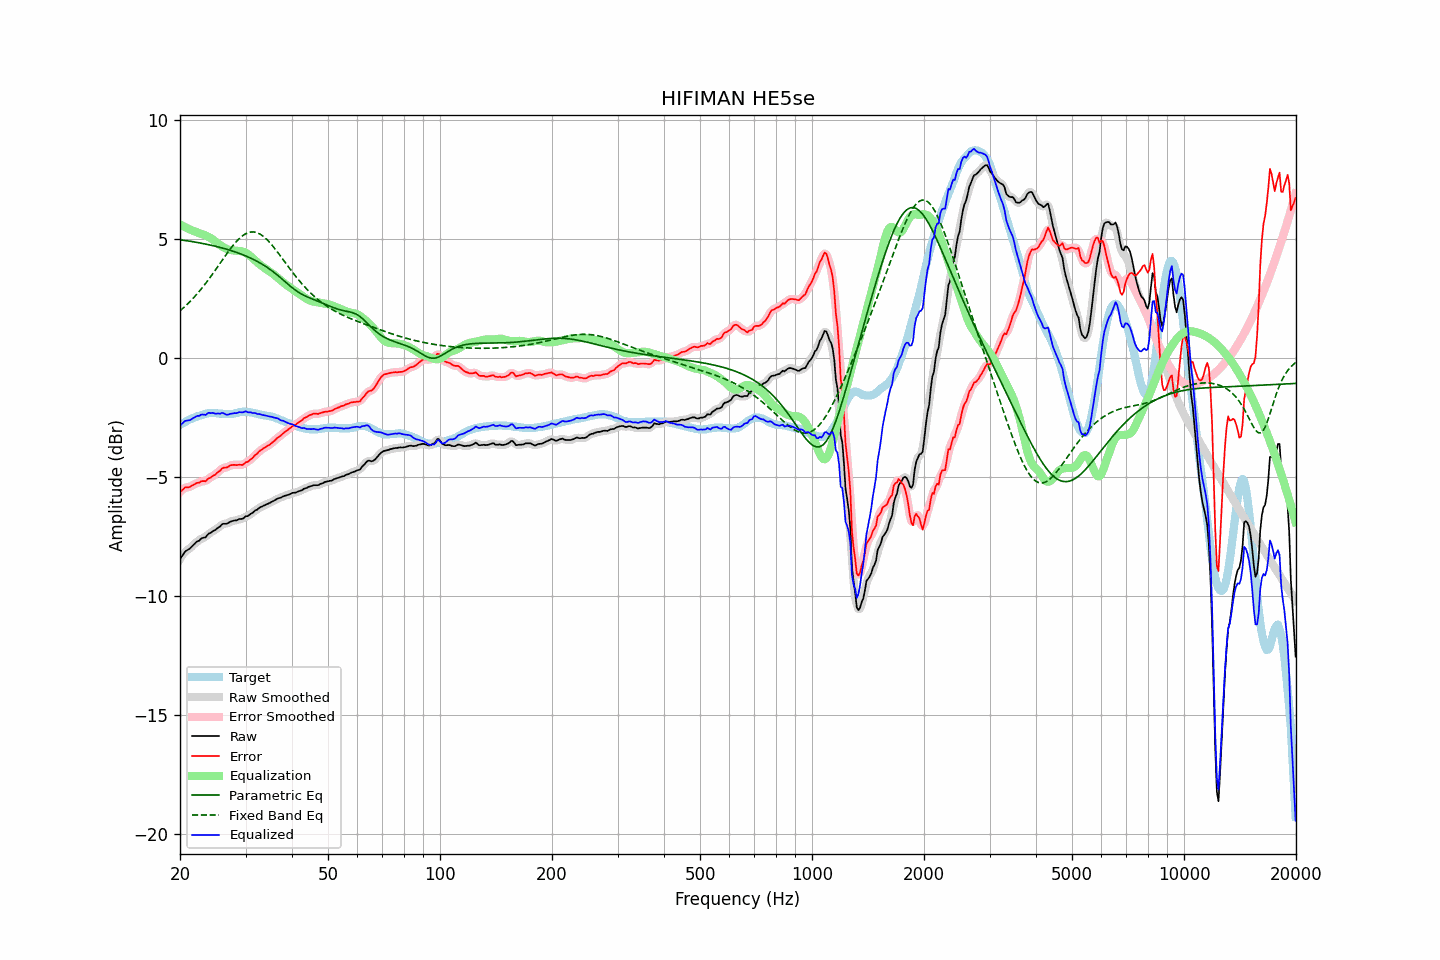 HIFIMAN HE5se
10
5
0
−5
−10
−15
−20
Amplitude (dBr)
Target
Raw Smoothed
Error Smoothed
Raw
Error
Equalization
Parametric Eq
Fixed Band Eq
Equalized
20 50 100 200 500 1000 2000 5000 10000 20000
Frequency (Hz)